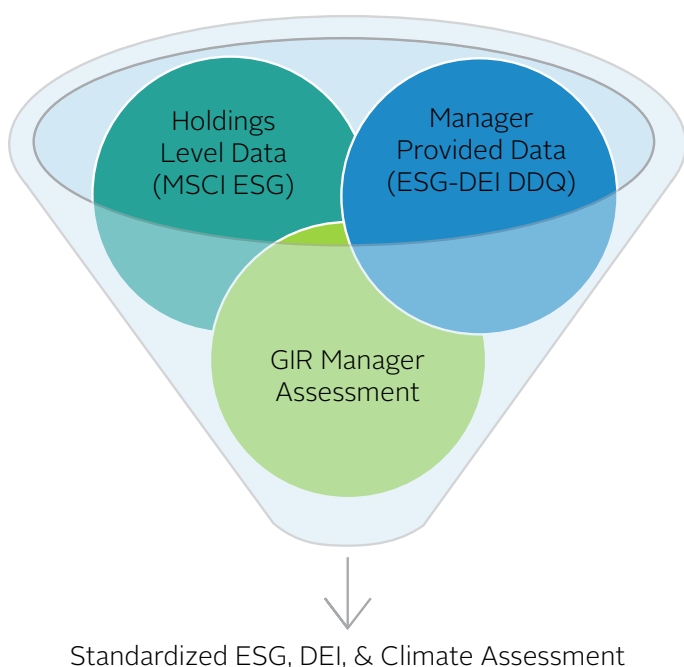 Holdings
Level Data
(MSCI ESG)
Manager
Provided Data
(ESG-DEI DDQ)
GIR Manager
Assessment
Standardized ESG, DEI, & Climate Assessment